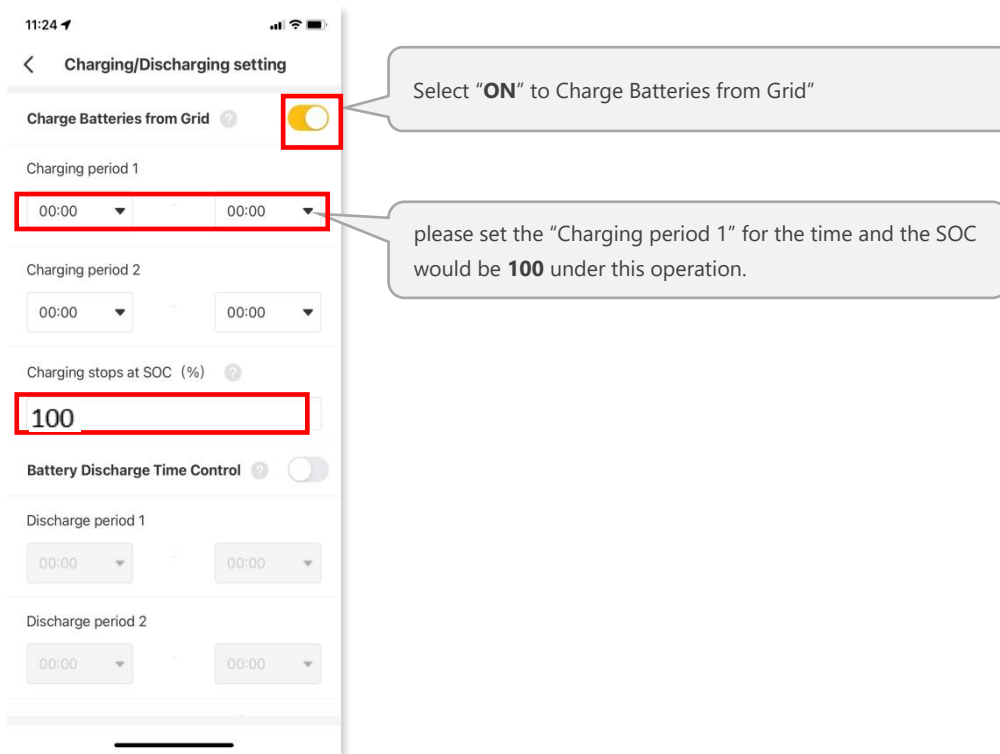 11:24
Charging/Discharging setting
Charge Batteries from Grid ?
Select “ON” to Charge Batteries from Grid”
Charging period 1
00:00 - 00:00
please set the “Charging period 1” for the time and the SOC
would be 100 under this operation.
Charging period 2
00:00 - 00:00
Charging stops at SOC (%) ?
100
Battery Discharge Time Control ?
Discharge period 1
00:00 - 00:00
Discharge period 2
00:00 - 00:00